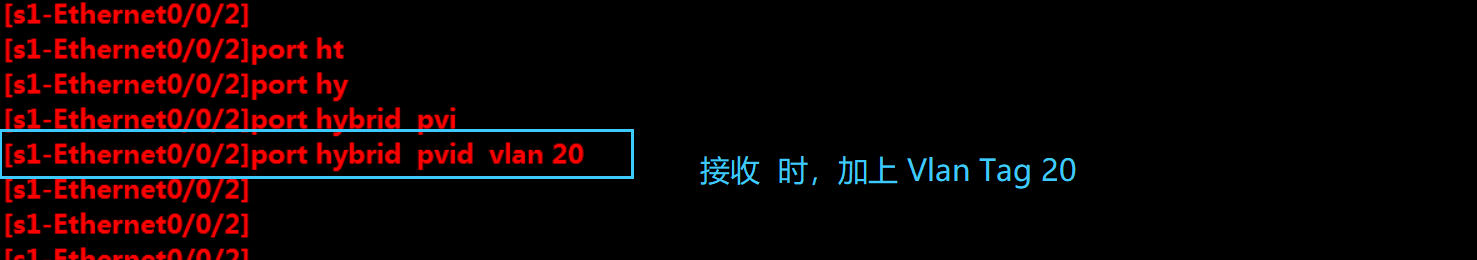 [s1-Ethernet0/0/2]
[s1-Ethernet0/0/2]port ht
[s1-Ethernet0/0/2]port hy
[s1-Ethernet0/0/2]port hybrid  pvi
[s1-Ethernet0/0/2]port hybrid  pvid  vlan 20
接收  时，加上 Vlan Tag 20
[s1-Ethernet0/0/2]
[s1-Ethernet0/0/2]
[s1-Ethernet0/0/2]